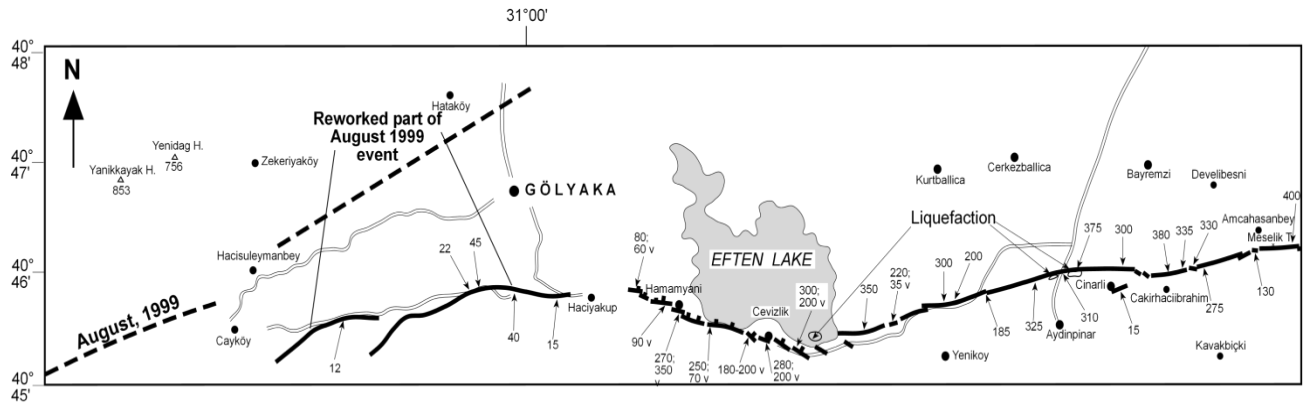 31°00'
40°
48'
N
Hataköy
Reworked part of
August 1999
event
Yenidag H.
756
Yanikkayak H.
853
Zekeriyaköy
40°
47'
GÖLYAKA
Kurtballica
Cerkezballica
Bayremzi
Develibesni
Liquefaction
400
Amcahasanbey
Meselik T.
Hacisuleymanbey
22
45
80;
60 v
EFTEN LAKE
375
300
380
335
330
40°
46'
August, 1999
Hamamyani
Cevizlik
300;
200 v
350
220;
35 v
300
200
Cinarli
Cakirhaciibrahim
130
275
Haciyakup
Cayköy
12
40
15
90 v
270;
350
v
250;
70 v
180-200 v
280;
200 v
185
325
310
15
Aydinpinar
Yenikoy
Kavakbiçki
40°
45'